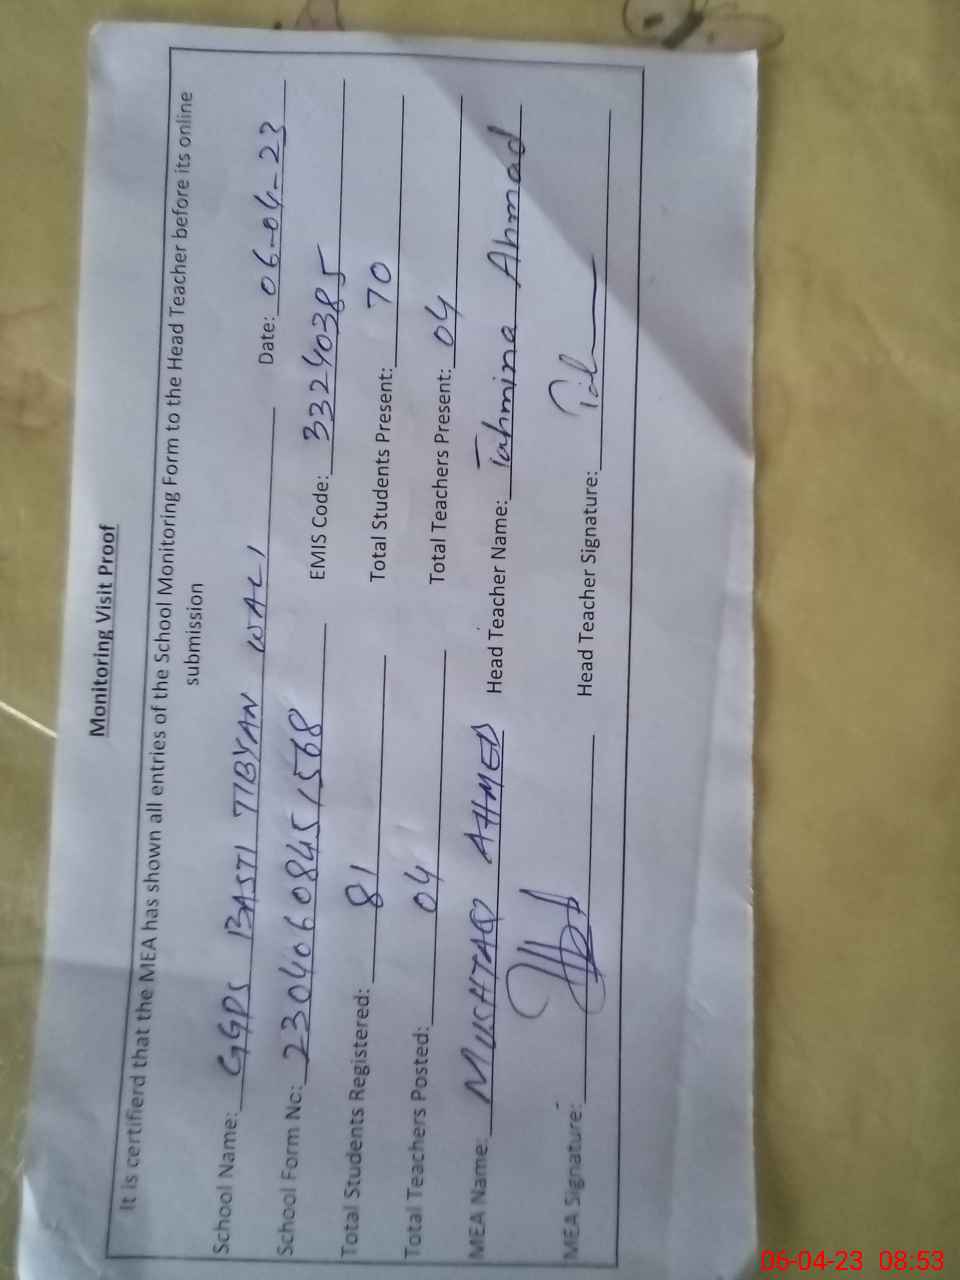 Monitoring Visit Proof
It is certifierd that the MEA has shown all entries of the School Monitoring Form to the Head Teacher before its online
submission
School Name: GGPS BASTI TIBYAN WALI Date: 06-04-23
School Form No: 23040608451568 EMIS Code: 33240385
Total Students Registered: 81 Total Students Present: 70
Total Teachers Posted: 04 Total Teachers Present: 04
MEA Name: MUSHTAQ AHMED Head Teacher Name: Tahmina Ahmad
MEA Signature: Head Teacher Signature:
06-04-23 08:53